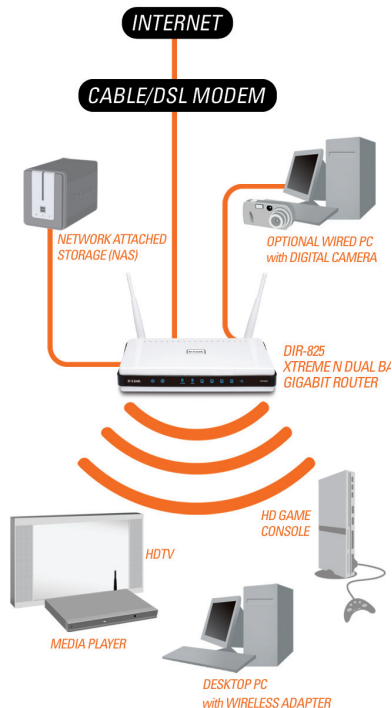 INTERNET
CABLE/DSL MODEM
NETWORK ATTACHED
STORAGE (NAS)
OPTIONAL WIRED PC
with DIGITAL CAMERA
D-Link
DIR-825
XTREME N DUAL BA
GIGABIT ROUTER
HD GAME
CONSOLE
HDTV
MEDIA PLAYER
DESKTOP PC
with WIRELESS ADAPTER